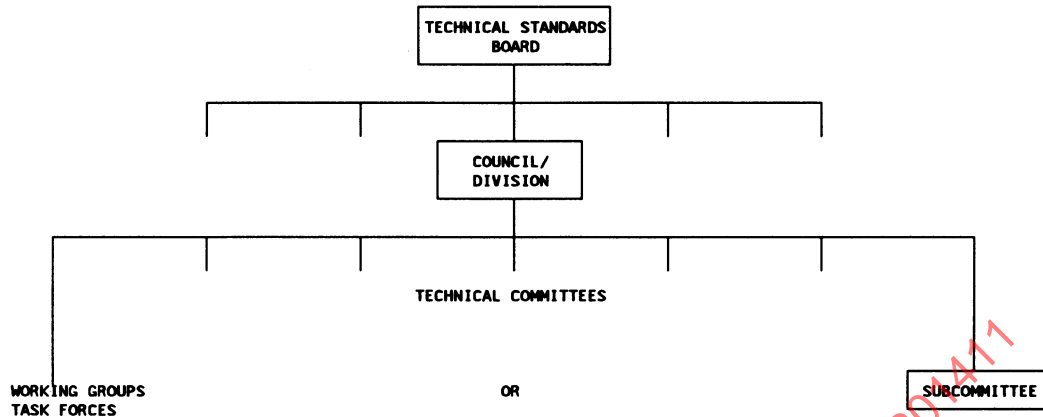 TECHNICAL STANDARDS
BOARD
COUNCIL/
DIVISION
TECHNICAL COMMITTEES
WORKING GROUPS
TASK FORCES
OR
SUBCOMMITTEE